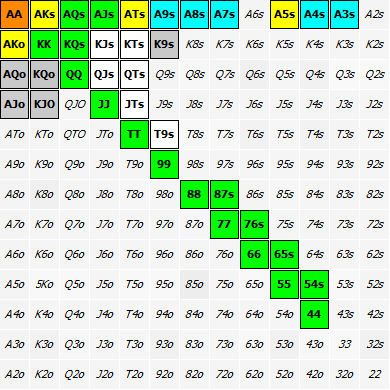 AA AKs AQs AJs ATs A9s A8s A7s A6s A5s A4s A3s A2s
AKo KK KQs KJs KTs K9s K8s K7s K6s K5s K4s K3s K2s
AQo KQo QQ QJs QTs Q9s Q8s Q7s Q6s Q5s Q4s Q3s Q2s
AJo KJO QJO JJ JTs J9s J8s J7s J6s J5s J4s J3s J2s
ATo KTo QTO JTo TT T9s T8s T7s T6s T5s T4s T3s T2s
A9o K9o Q9o J9o T9o 99 98s 97s 96s 95s 94s 93s 92s
A8o K8o Q8o J8o T8o 98o 88 87s 86s 85s 84s 83s 82s
A7o K7o Q7o J7o T7o 97o 87o 77 76s 75s 74s 73s 72s
A6o K6o Q6o J6o T6o 96o 86o 76o 66 65s 64s 63s 62s
A5o 5Ko Q5o J5o T5o 95o 85o 75o 65o 55 54s 53s 52s
A4o K4o Q4o J4o T4o 94o 84o 74o 64o 54o 44 43s 42s
A3o K3o Q3o J3o T3o 93o 83o 73o 63o 53o 43o 33 32s
A2o K2o Q2o J2o T2o 92o 82o 72o 62o 52o 42o 32o 22